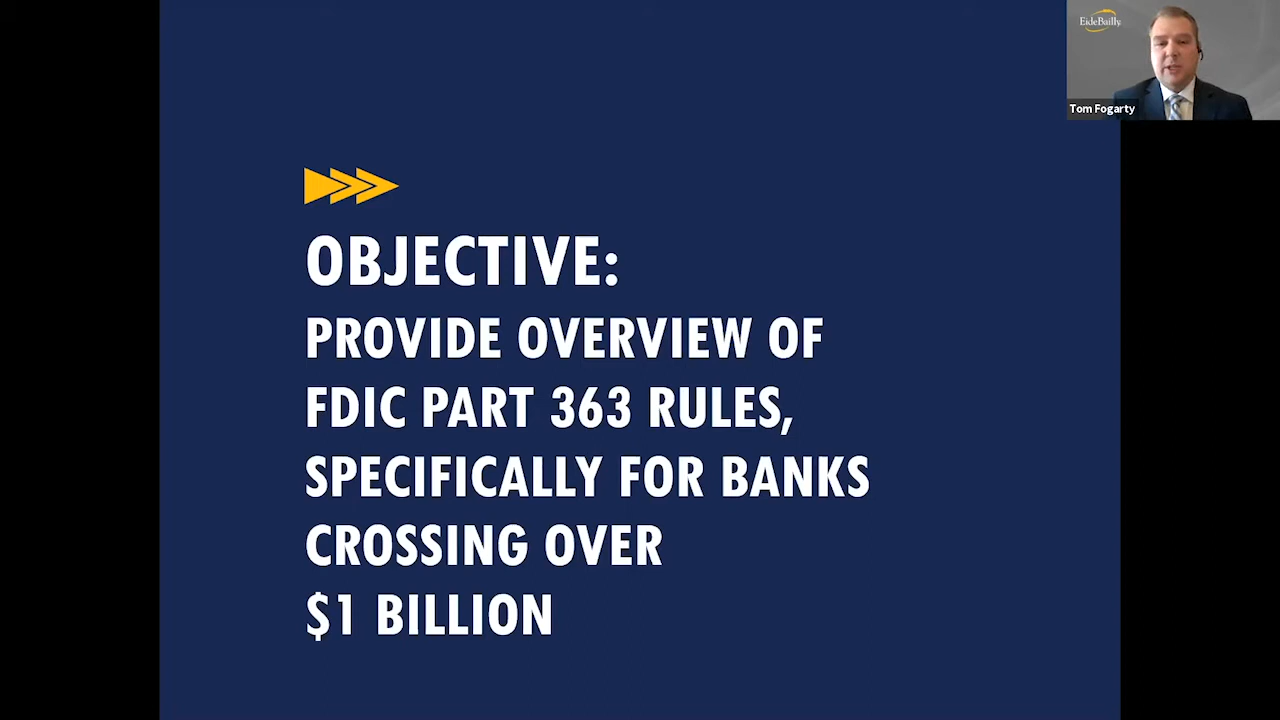 EideBailly
Tom Fogarty
OBJECTIVE:
PROVIDE OVERVIEW OF
FDIC PART 363 RULES,
SPECIFICALLY FOR BANKS
CROSSING OVER
$1 BILLION